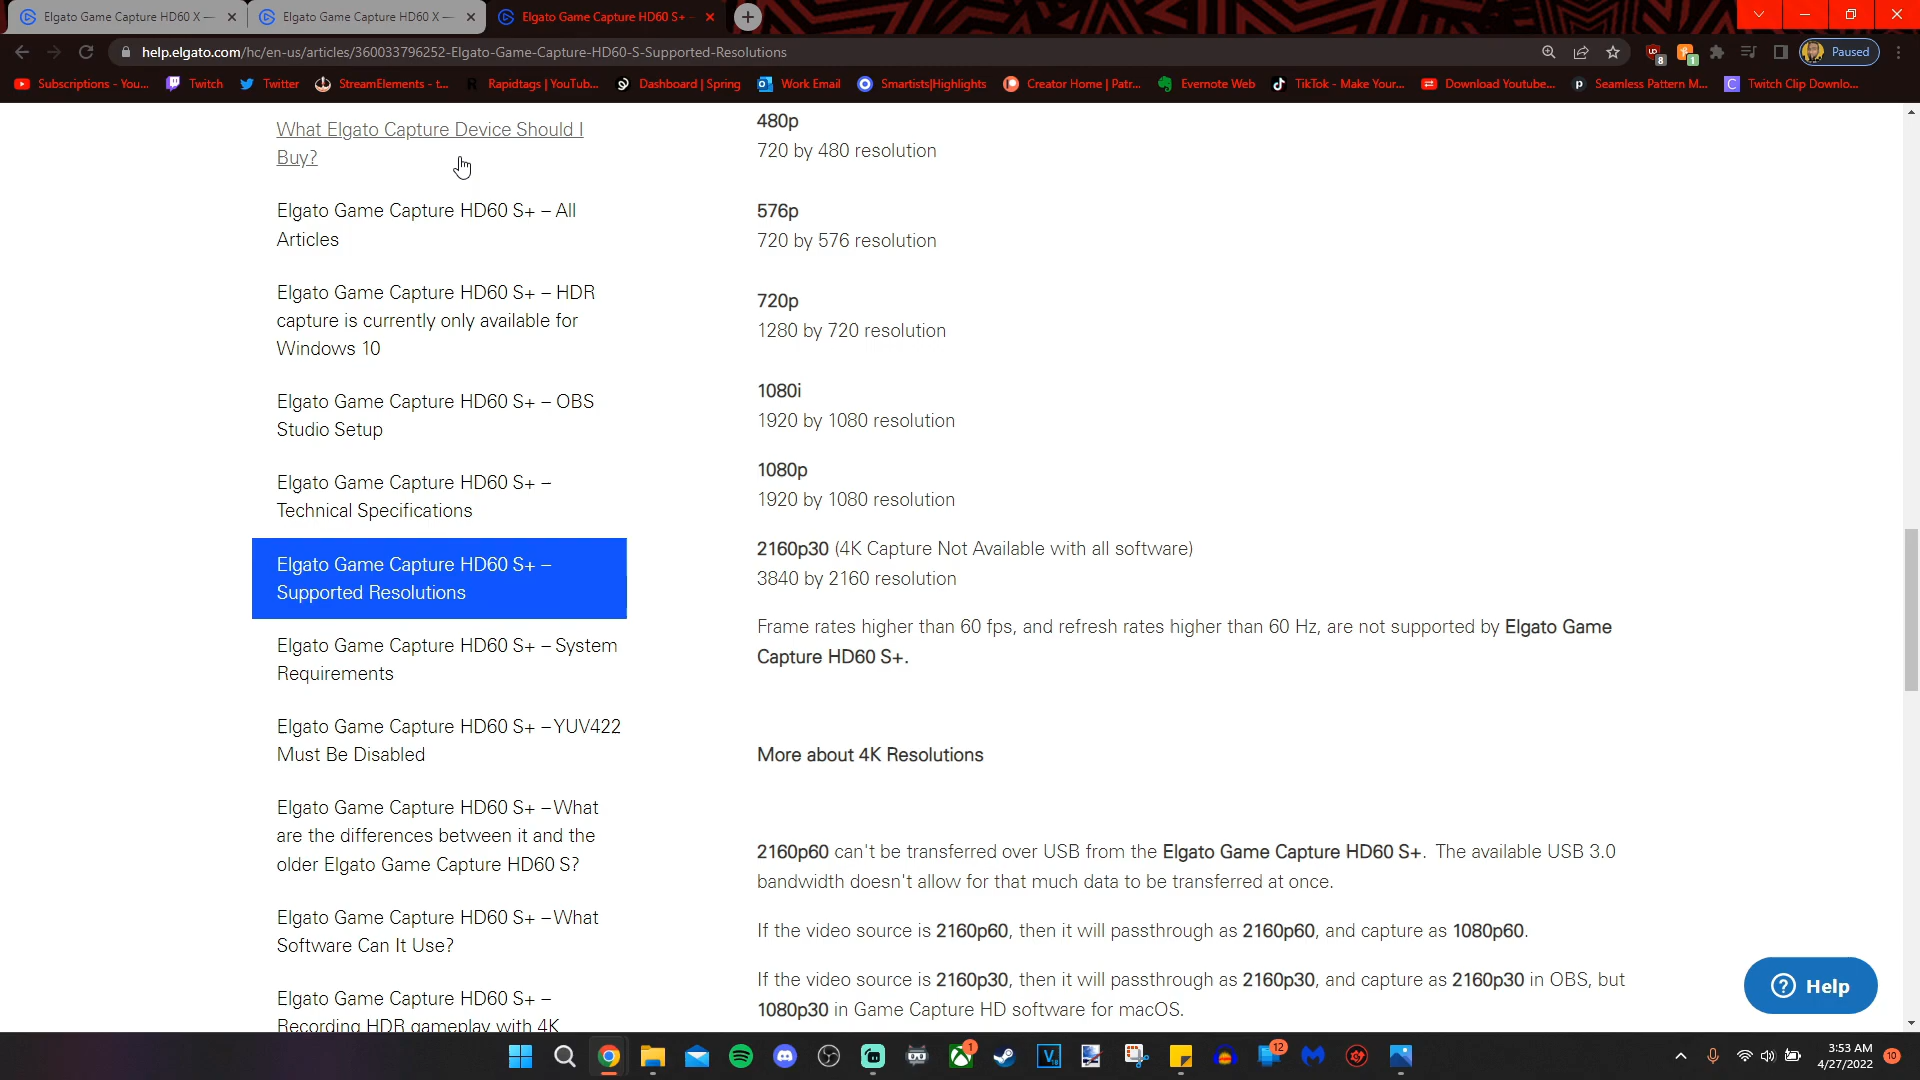 Elgato Game Capture HD60 X —
Elgato Game Capture HD60 X —
Elgato Game Capture HD60 S+ –
help.elgato.com/hc/en-us/articles/360033796252-Elgato-Game-Capture-HD60-S-Supported-Resolutions
8
1
Paused
Subscriptions - You...
Twitch
Twitter
StreamElements - t...
Rapidtags | YouTub...
Dashboard | Spring
Work Email
Smartists|Highlights
Creator Home | Patr...
Evernote Web
TikTok - Make Your...
Download Youtube...
Seamless Pattern M...
Twitch Clip Downlo...
What Elgato Capture Device Should I
Buy?
Elgato Game Capture HD60 S+ – All
Articles
Elgato Game Capture HD60 S+ – HDR
capture is currently only available for
Windows 10
Elgato Game Capture HD60 S+ – OBS
Studio Setup
Elgato Game Capture HD60 S+ –
Technical Specifications
Elgato Game Capture HD60 S+ –
Supported Resolutions
Elgato Game Capture HD60 S+ – System
Requirements
Elgato Game Capture HD60 S+ – YUV422
Must Be Disabled
Elgato Game Capture HD60 S+ – What
are the differences between it and the
older Elgato Game Capture HD60 S?
Elgato Game Capture HD60 S+ – What
Software Can It Use?
Elgato Game Capture HD60 S+ –
Recording HDR gameplay with 4K
480p
720 by 480 resolution
576p
720 by 576 resolution
720p
1280 by 720 resolution
1080i
1920 by 1080 resolution
1080p
1920 by 1080 resolution
2160p30 (4K Capture Not Available with all software)
3840 by 2160 resolution
Frame rates higher than 60 fps, and refresh rates higher than 60 Hz, are not supported by Elgato Game
Capture HD60 S+.
More about 4K Resolutions
2160p60 can't be transferred over USB from the Elgato Game Capture HD60 S+. The available USB 3.0
bandwidth doesn't allow for that much data to be transferred at once.
If the video source is 2160p60, then it will passthrough as 2160p60, and capture as 1080p60.
If the video source is 2160p30, then it will passthrough as 2160p30, and capture as 2160p30 in OBS, but
1080p30 in Game Capture HD software for macOS.
Help
1
12
3:53 AM
4/27/2022
10